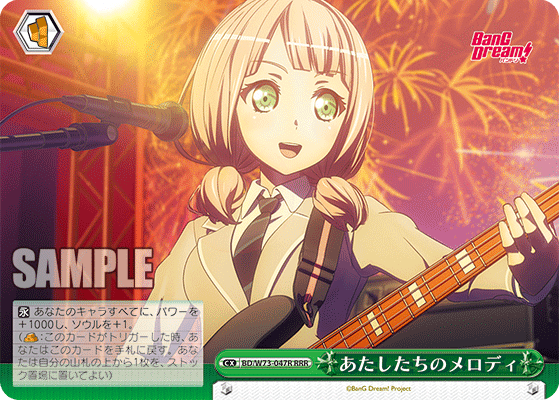 BanG Dream!
バンドリ!
SAMPLE
永 あなたのキャラすべてに、パワーを
+1000し、ソウルを+1。
( :このカードがトリガーした時、あ
なたはこのカードを手札に戻す。あな
たは自分の山札の上から1枚を、ストッ
ク置場に置いてよい)
CX BD/W73-047R RRR
あたしたちのメロディ
©BanG Dream! Project